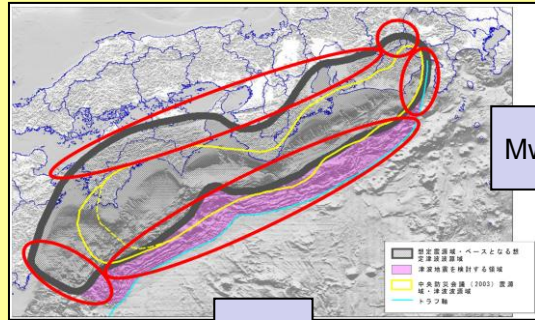 Mw
想定震源域・ベースとなる想
定津波波源域
津波地震を検討する領域
中央防災会議(2003)震源
域・津波波源域
トラフ軸